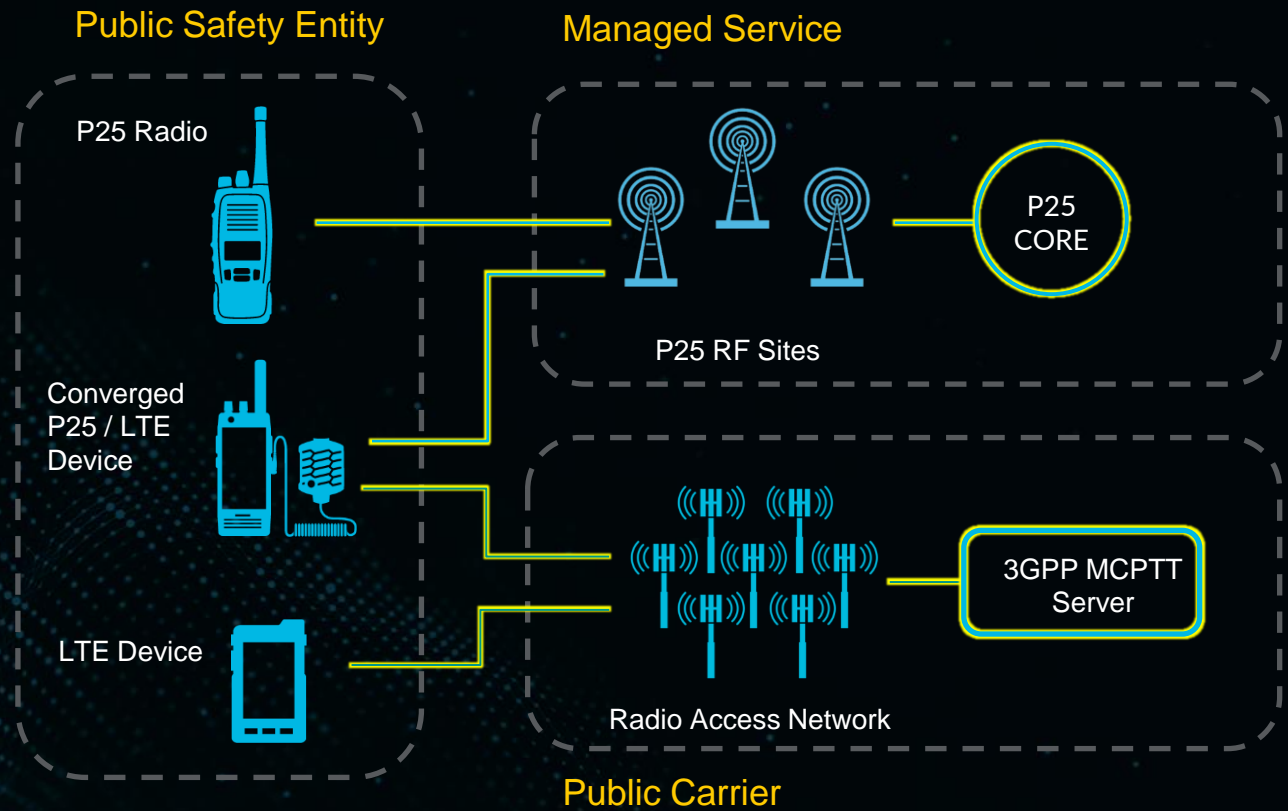 Public Safety Entity
Managed Service
P25 Radio
P25
CORE
P25 RF Sites
Converged
P25 / LTE
Device
3GPP MCPTT
Server
LTE Device
Radio Access Network
Public Carrier